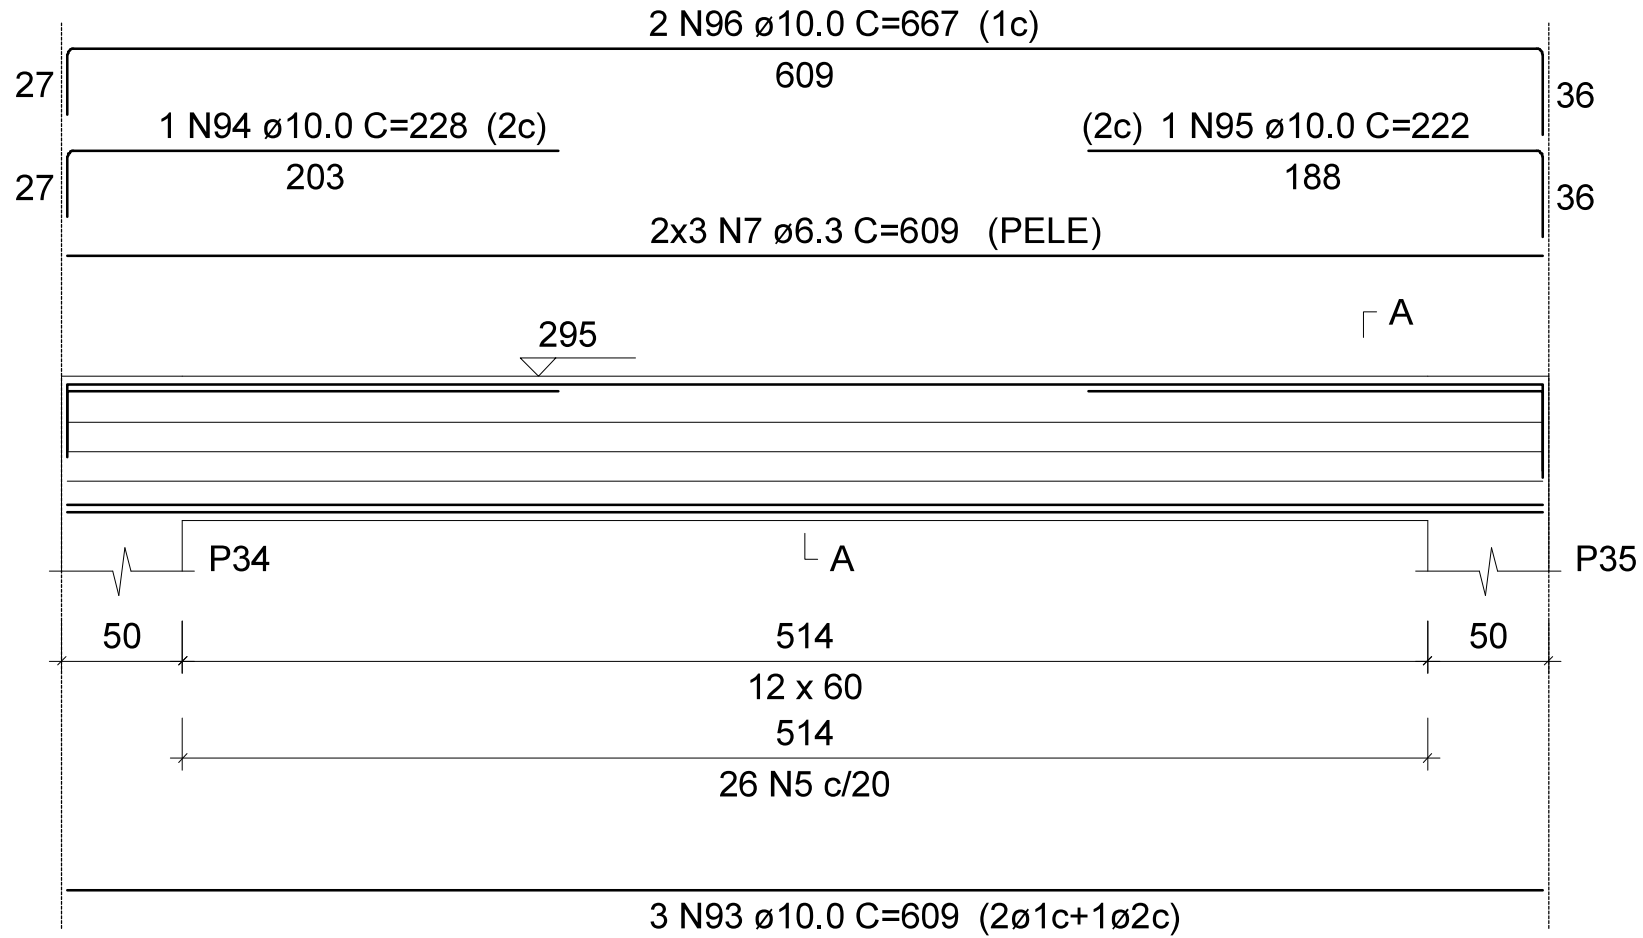 2 N96 ø10.0 C=667 (1c)
27
609
36
1 N94 ø10.0 C=228 (2c)
(2c) 1 N95 ø10.0 C=222
27
203
188
36
2x3 N7 ø6.3 C=609 (PELE)
A
295
P34
A
P35
50
514
50
12 x 60
514
26 N5 c/20
3 N93 ø10.0 C=609 (2ø1c+1ø2c)